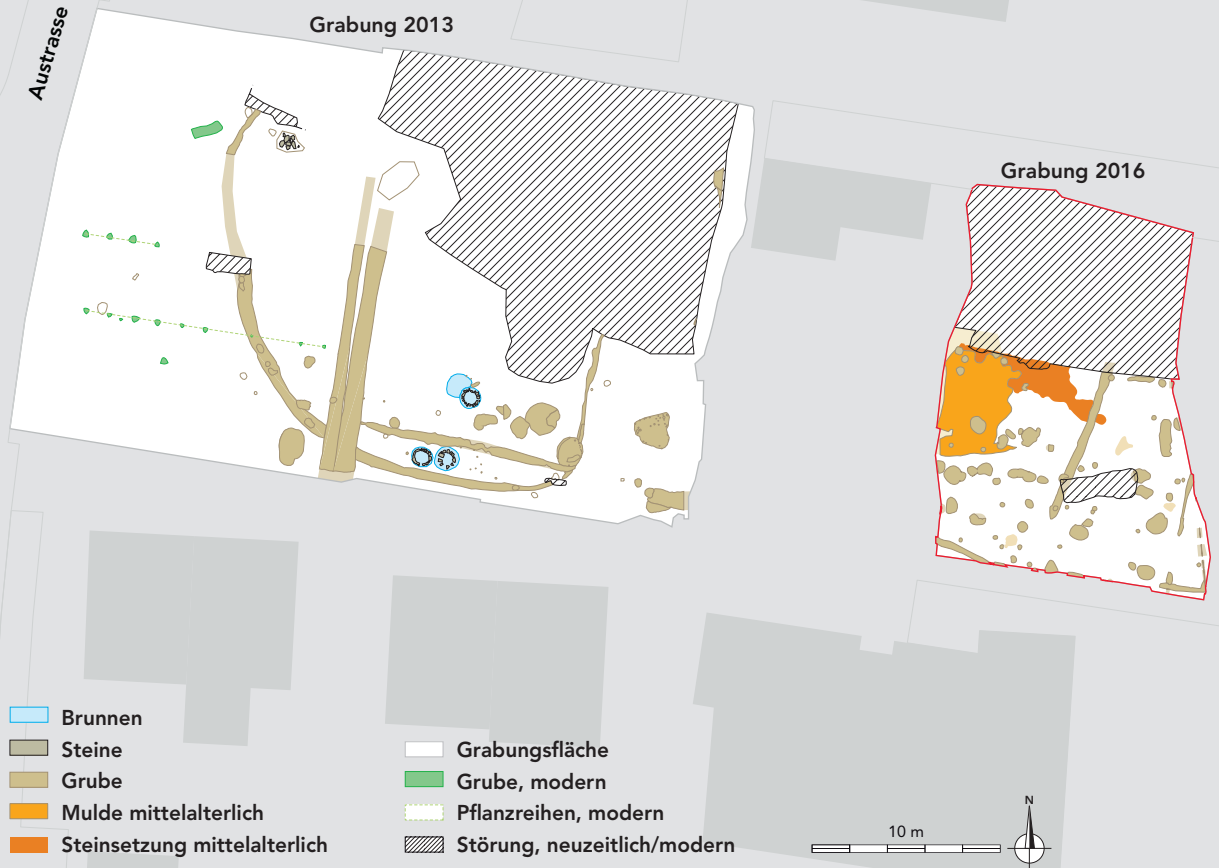 Grabung 2013
Austrasse
Grabung 2016
Brunnen
Steine
Grube
Mulde mittelalterlich
Steinsetzung mittelalterlich
Grabungsfläche
Grube, modern
Pflanzreihen, modern
Störung, neuzeitlich/modern
10 m
N